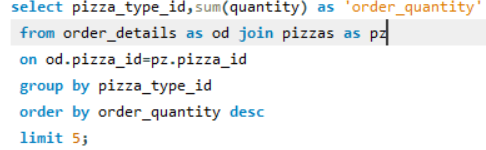 select pizza_type_id,sum(quantity) as 'order_quantity'
from order_details as od join pizzas as pz
on od.pizza_id=pz.pizza_id
group by pizza_type_id
order by order_quantity desc
limit 5;